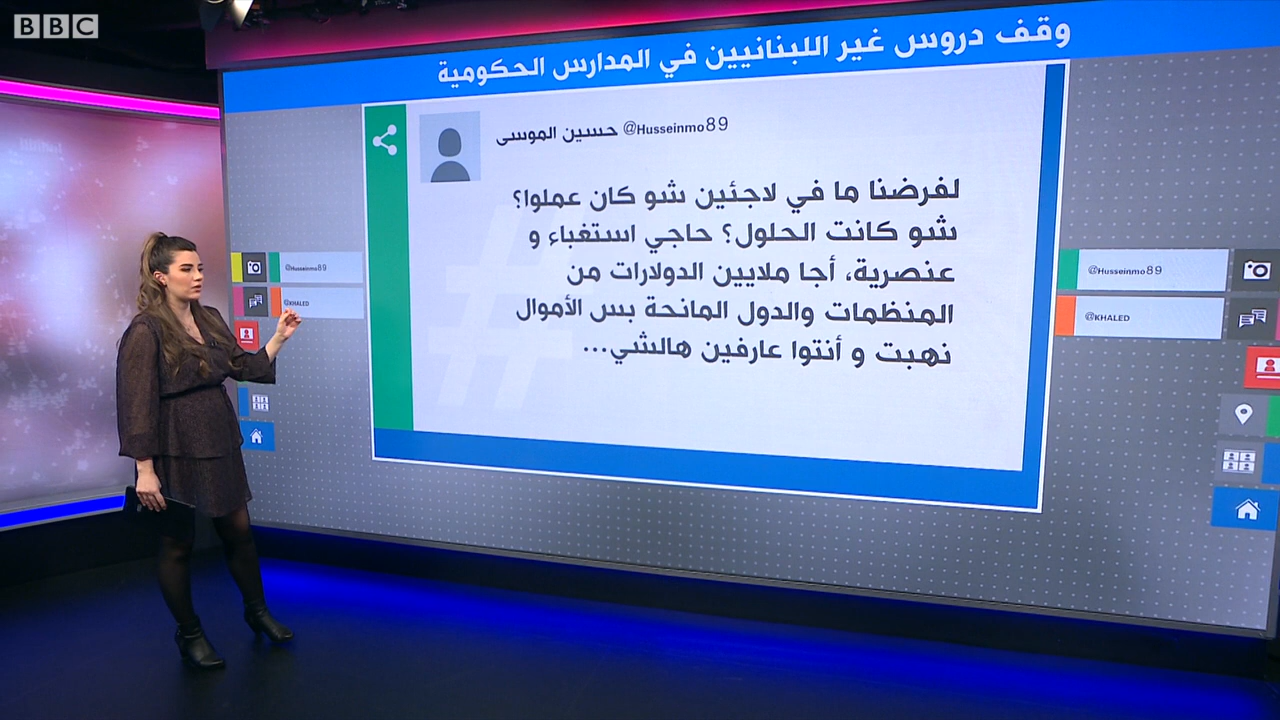 BBC
وقف دروس غير اللبنانيين في المدارس الحكومية
حسين الموسى @Husseinmo89
لفرضنا ما في لاجئين شو كان عملوا؟
شو كانت الحلول؟ حاجي استغباء و
عنصرية، أجا ملايين الدولارات من
المنظمات والدول المانحة بس الأموال
نهبت و أنتوا عارفين هالشي...
@Husseinmo89
@KHALED
@Husseinmo89
@KHALED